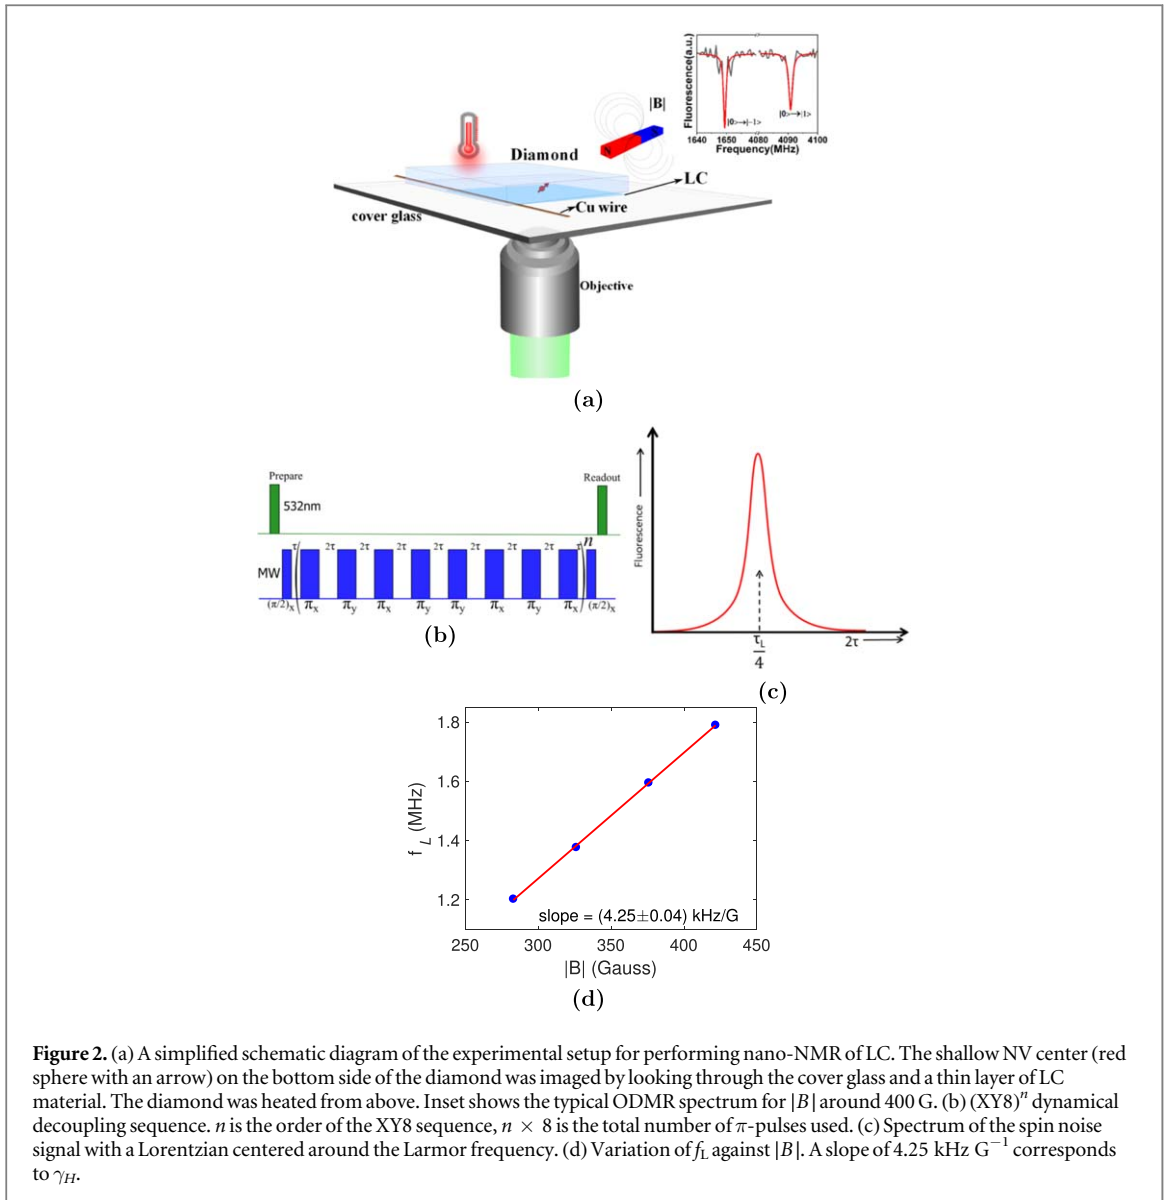 |B|
Diamond
LC
Cu wire
cover glass
Objective
Fluorescence(a.u.)
|0>→|-1>
|0>→|1>
1640 1650 4080 4090 4100
Frequency(MHz)
(a)
Prepare
Readout
532nm
MW
τ 2τ 2τ 2τ 2τ 2τ 2τ 2τ τ n
(π/2)x πx πy πx πy πy πx πy πx (π/2)x
(b)
Fluorescence
τL
4
2τ
(c)
1.8
1.6
1.4
1.2
fL (MHz)
slope = (4.25±0.04) kHz/G
250 300 350 400 450
|B| (Gauss)
(d)
Figure 2. (a) A simplified schematic diagram of the experimental setup for performing nano-NMR of LC. The shallow NV center (red
sphere with an arrow) on the bottom side of the diamond was imaged by looking through the cover glass and a thin layer of LC
material. The diamond was heated from above. Inset shows the typical ODMR spectrum for |B| around 400 G. (b) (XY8)ⁿ dynamical
decoupling sequence. n is the order of the XY8 sequence, n × 8 is the total number of π-pulses used. (c) Spectrum of the spin noise
signal with a Lorentzian centered around the Larmor frequency. (d) Variation of fL against |B|. A slope of 4.25 kHz G⁻¹ corresponds
to γH.